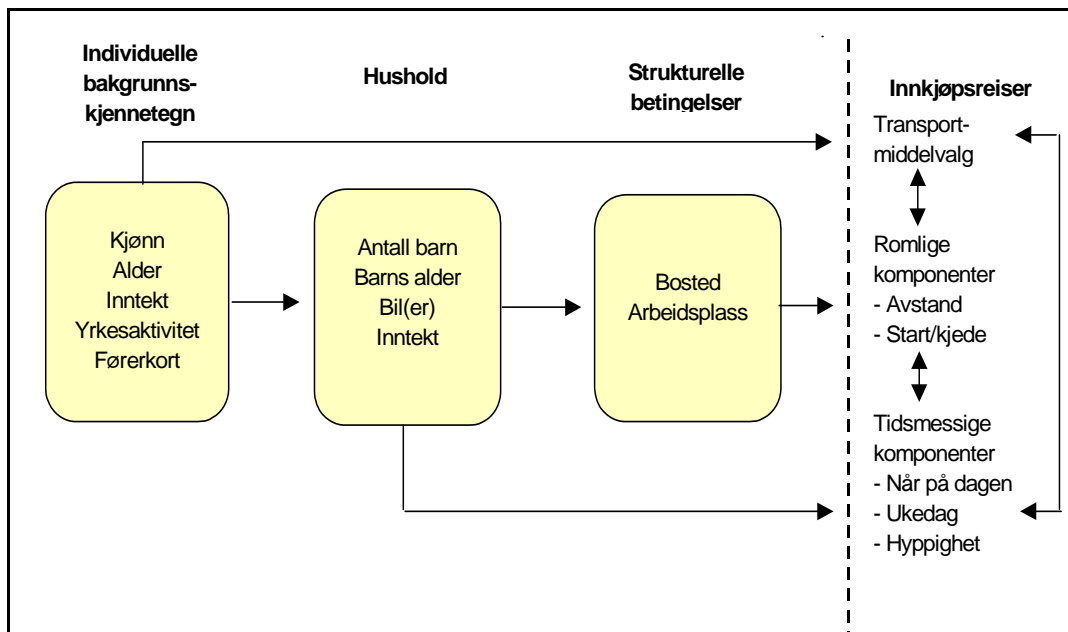 Individuelle
bakgrunns-
kjennetegn
Hushold
Strukturelle
betingelser
Innkjøpsreiser
Kjønn
Alder
Inntekt
Yrkesaktivitet
Førerkort
Antall barn
Barns alder
Bil(er)
Inntekt
Bosted
Arbeidsplass
Transport-
middelvalg
Romlige
komponenter
- Avstand
- Start/kjede
Tidsmessige
komponenter
- Når på dagen
- Ukedag
- Hyppighet